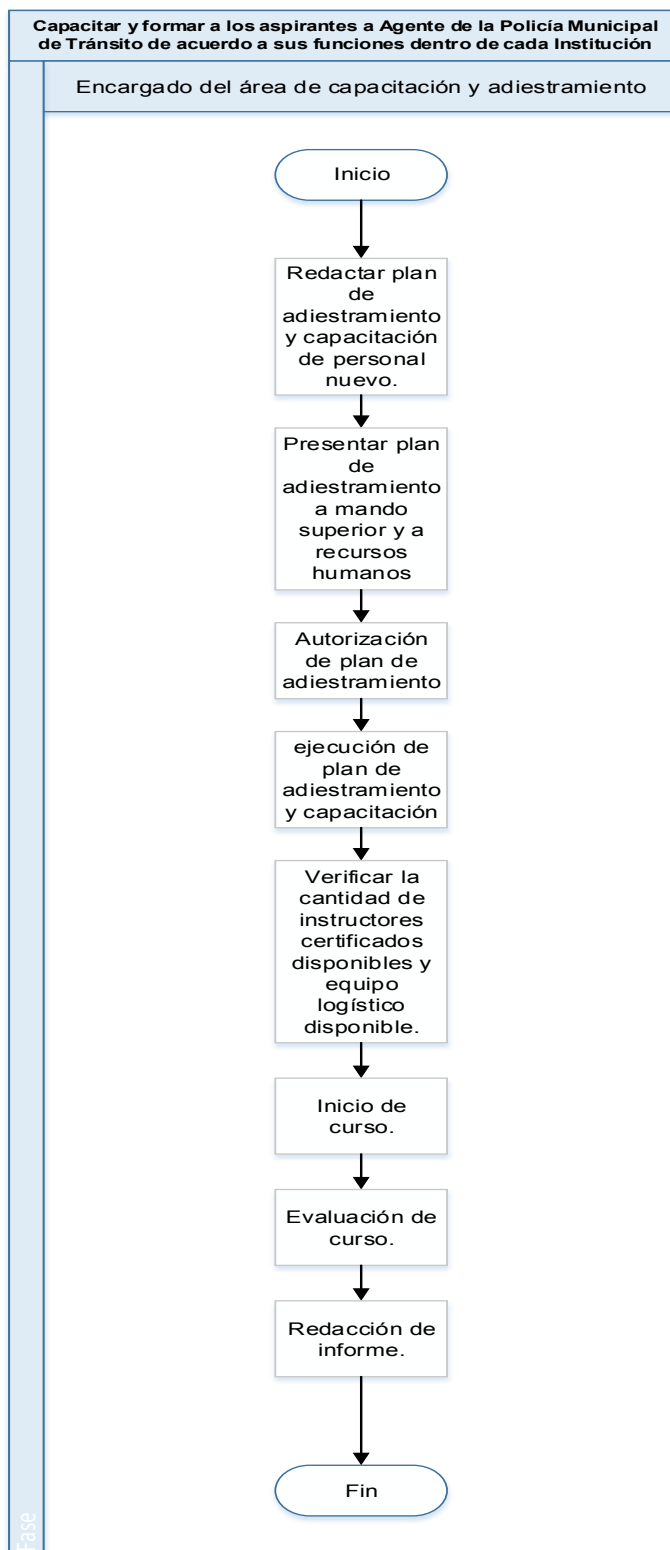 Capacitar y formar a los aspirantes a Agente de la Policía Municipal
de Tránsito de acuerdo a sus funciones dentro de cada Institución
Encargado del área de capacitación y adiestramiento
Inicio
Redactar plan
de
adiestramiento
y capacitación
de personal
nuevo.
Presentar plan
de
adiestramiento
a mando
superior y a
recursos
humanos
Autorización
de plan de
adiestramiento
ejecución de
plan de
adiestramiento
y capacitación
Verificar la
cantidad de
instructores
certificados
disponibles y
equipo
logístico
disponible.
Inicio de
curso.
Evaluación de
curso.
Redacción de
informe.
Fin
Fase